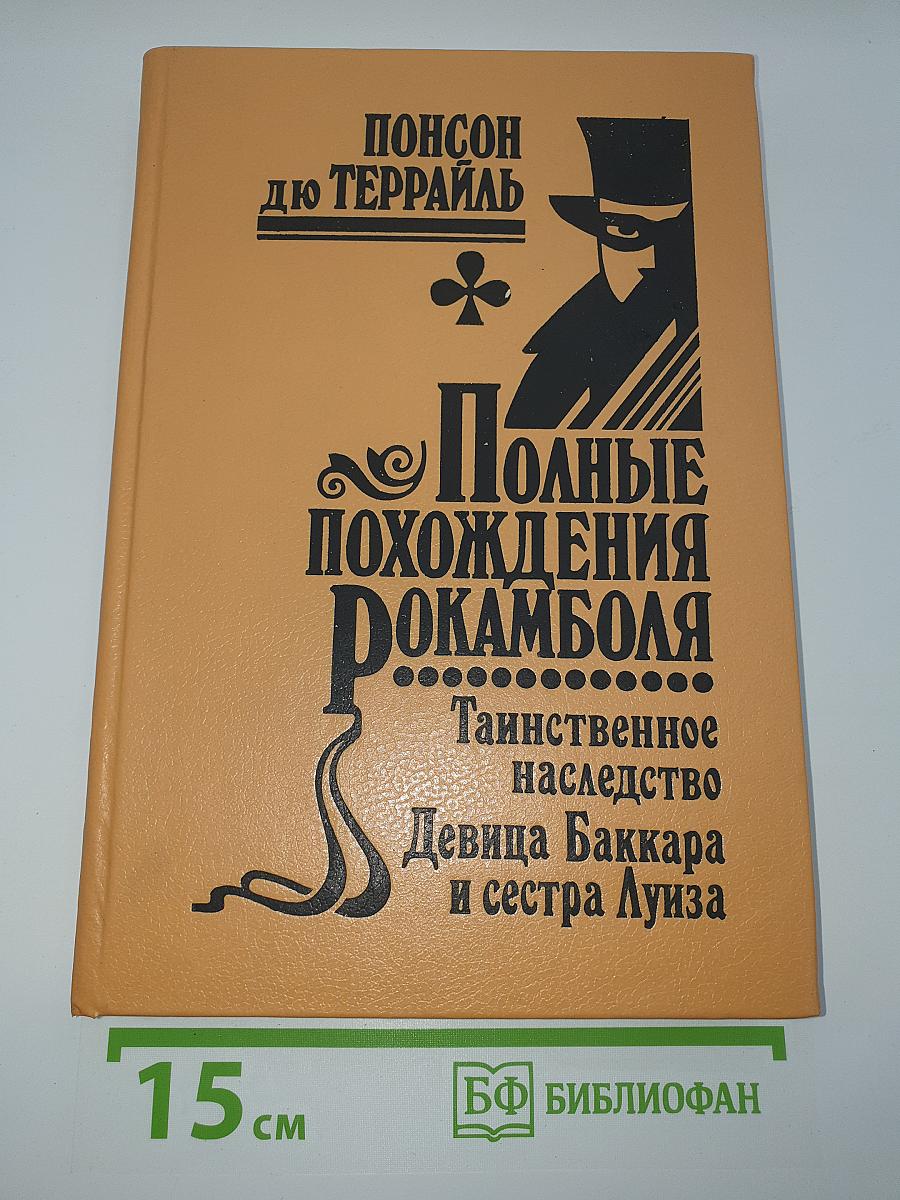 ПОНСОН
ДЮ ТЕРРАЙЛЬ
ПОЛНЫЕ
ПОХОЖДЕНИЯ
РОКАМБОЛЯ
Таинственное
наследство
Девица Баккара
и сестра Луиза
15 см
БФ БИБЛИОФАН